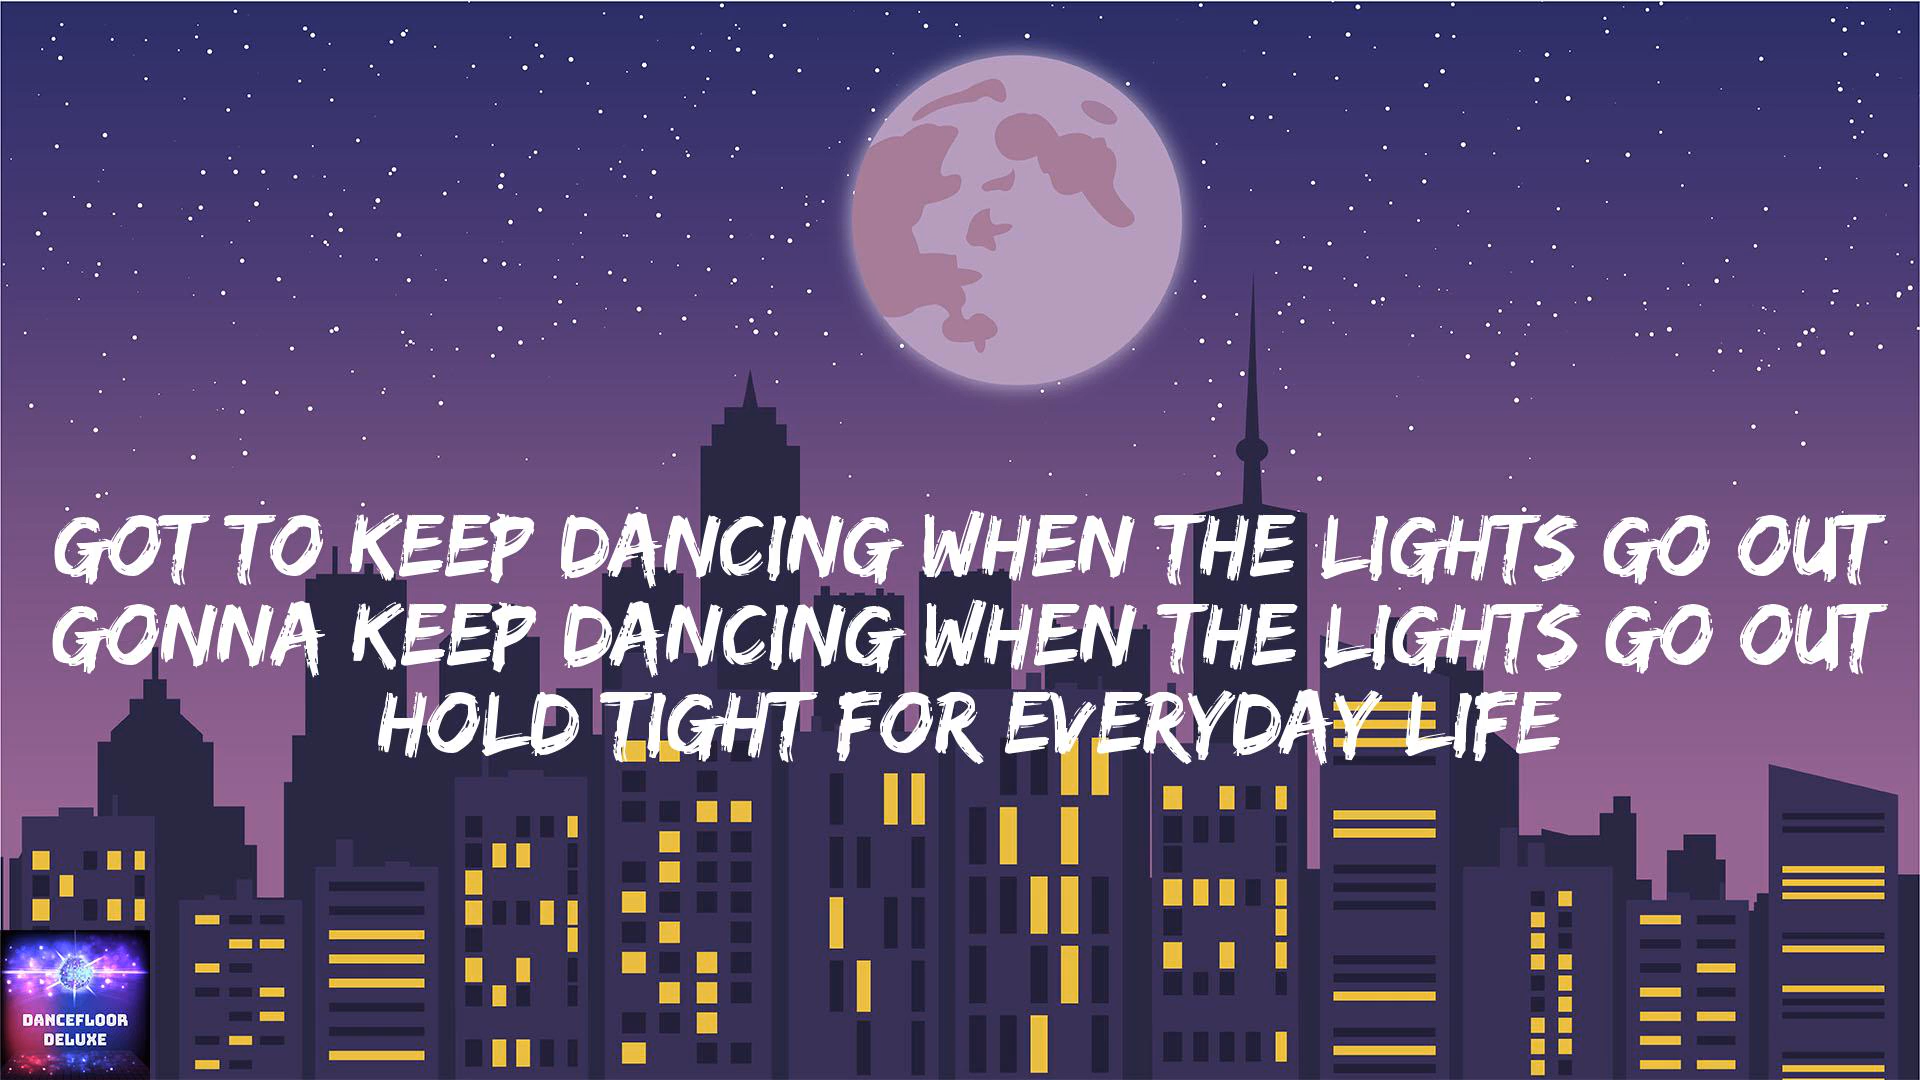 GOT TO KEEP DANCING WHEN THE LIGHTS GO OUT
GONNA KEEP DANCING WHEN THE LIGHTS GO OUT
HOLD TIGHT FOR EVERYDAY LIFE
DANCEFLOOR
DELUXE